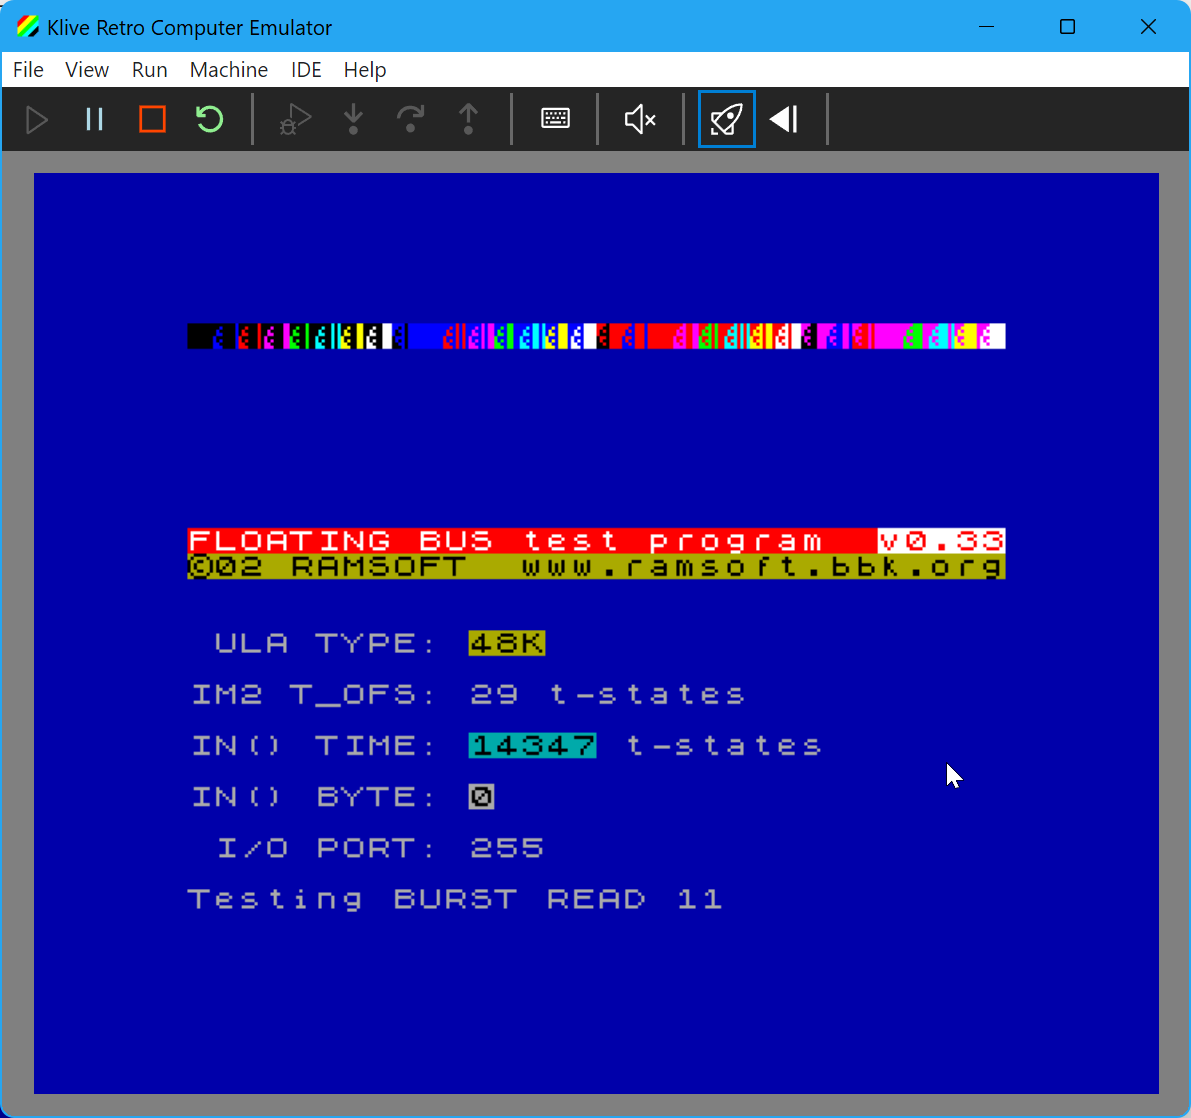 Klive Retro Computer Emulator
File View Run Machine IDE Help
FLOATING BUS test program v0.33
©02 RAMSOFT www.ramsoft.bbk.org
ULA TYPE: 48K
IM2 T_OFS: 29 t-states
IN() TIME: 14347 t-states
IN() BYTE: 0
I/O PORT: 255
Testing BURST READ 11